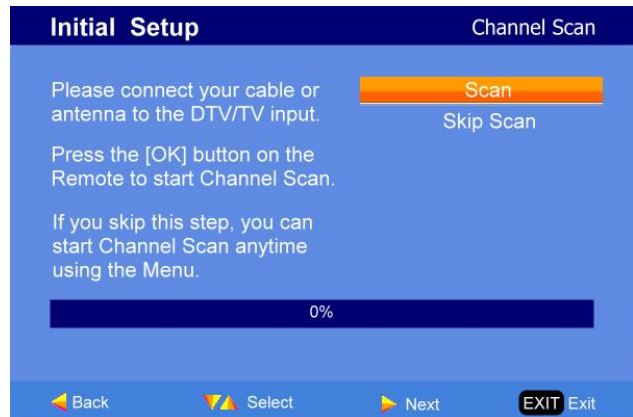 Initial Setup
Channel Scan
Please connect your cable or
antenna to the DTV/TV input.
Press the [OK] button on the
Remote to start Channel Scan.
If you skip this step, you can
start Channel Scan anytime
using the Menu.
Scan
Skip Scan
0%
Back Select Next EXIT Exit